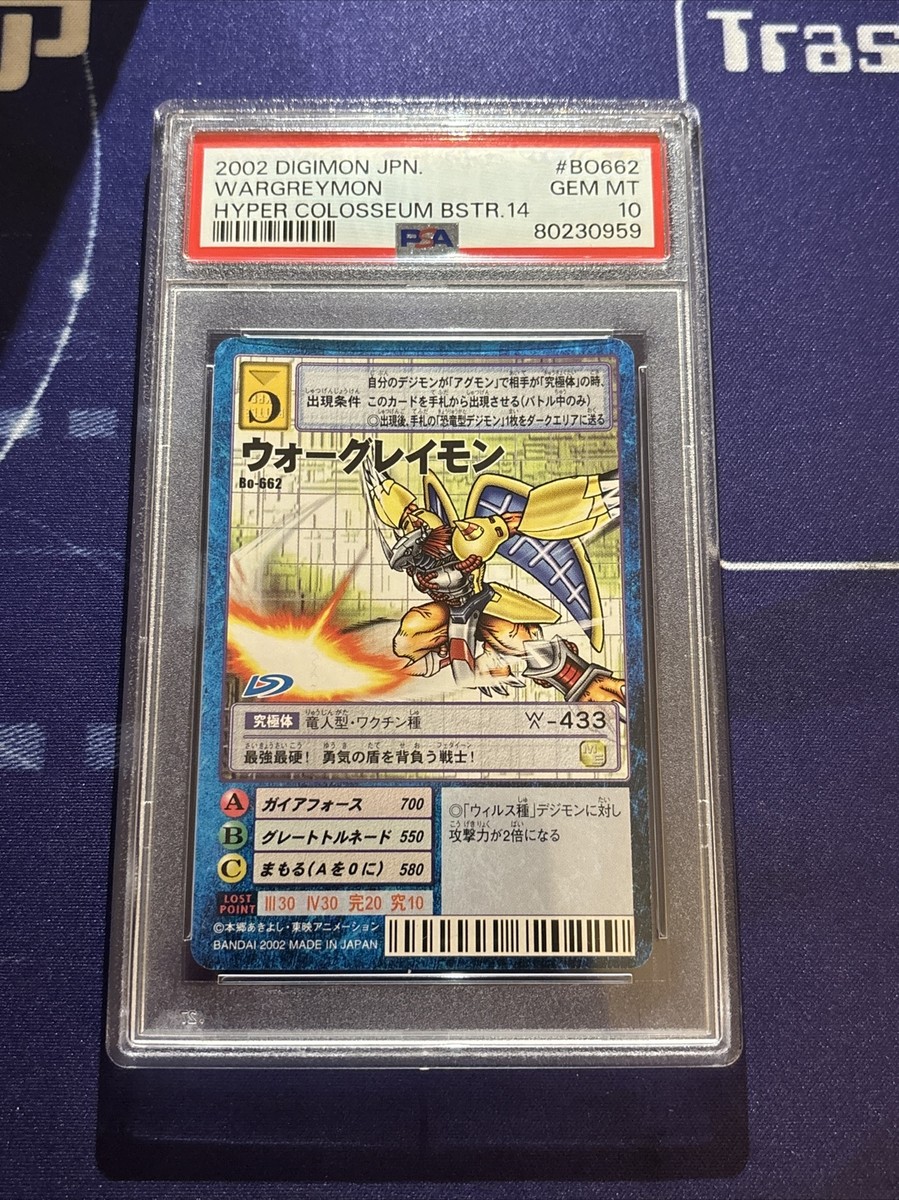 Tras
2002 DIGIMON JPN. #BO662
WARGREYMON GEM MT
HYPER COLOSSEUM BSTR.14 10
PSA 80230959
出現条件
自分のデジモンが「アグモン」で相手が「究極体」の時、
このカードを手札から出現させる(バトル中のみ)
◎出現後、手札の「恐竜型デジモン」1枚をダークエリアに送る
ウォーグレイモン
Bo-662
究極体 竜人型・ワクチン種 -433
最強最硬! 勇気の盾を背負う戦士!
A ガイアフォース 700
B グレートトルネード 550
C まもる(Aを0に) 580
◎「ウィルス種」デジモンに対し
攻撃力が2倍になる
LOST POINT III30 IV30 完20 究10
©本郷あきよし・東映アニメーション
BANDAI 2002 MADE IN JAPAN